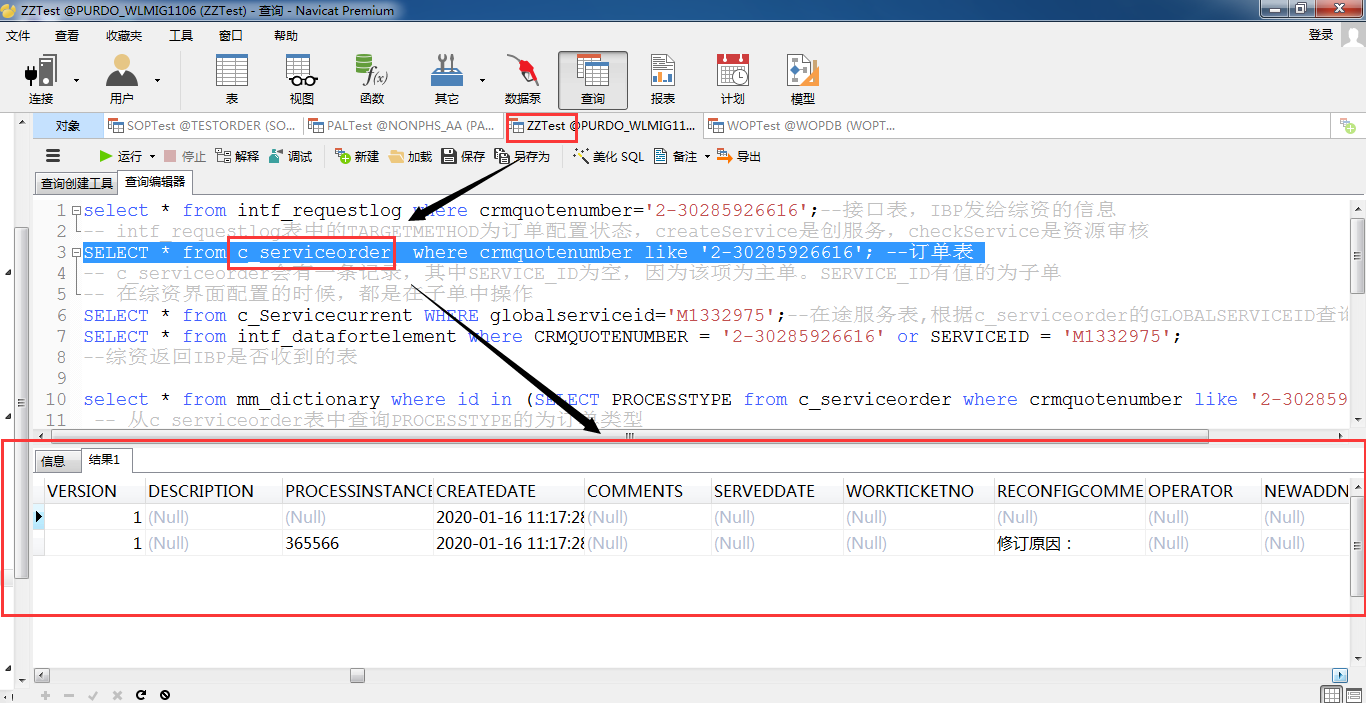 ZZTest @PURDO_WLMIG1106 (ZZTest) - 查询 - Navicat Premium
文件 查看 收藏夹 工具 窗口 帮助 登录
连接 用户 表 视图 函数 其它 数据泵 查询 报表 计划 模型
对象 SOPTest @TESTORDER (SO... PALTest @NONPHS_AA (PA... ZZTest @PURDO_WLMIG11... WOPTest @WOPDB (WOPT...
运行 停止 解释 调试 新建 加载 保存 另存为 美化 SQL 备注 导出
查询创建工具 查询编辑器
1 select * from intf_requestlog where crmquotenumber='2-30285926616';--接口表，IBP发给综资的信息
2 -- intf_requestlog表中的TARGETMETHOD为订单配置状态，createService是创服务，checkService是资源审核
3 SELECT * from c_serviceorder where crmquotenumber like '2-30285926616'; --订单表
4 -- c_serviceorder会有一条记录，其中SERVICE_ID为空，因为该项为主单。SERVICE_ID有值的为子单
5 -- 在综资界面配置的时候，都是在子单中操作
6 SELECT * from c_Servicecurrent WHERE globalserviceid='M1332975';--在途服务表,根据c_serviceorder的GLOBALSERVICEID查询
7 SELECT * from intf_datafortelement where CRMQUOTENUMBER = '2-30285926616' or SERVICEID = 'M1332975';
8 --综资返回IBP是否收到的表
9
10 select * from mm_dictionary where id in (SELECT PROCESSTYPE from c_serviceorder where crmquotenumber like '2-302859
11 -- 从c_serviceorder表中查询PROCESSTYPE的为订单类型
信息 结果1
VERSION DESCRIPTION PROCESSINSTANCE CREATEDATE COMMENTS SERVEDDATE WORKTICKETNO RECONFIGCOMME OPERATOR NEWADDN
1 (Null) (Null) 2020-01-16 11:17:28 (Null) (Null) (Null) (Null) (Null) (Null)
1 (Null) 365566 2020-01-16 11:17:28 (Null) (Null) (Null) 修订原因： (Null) (Null)